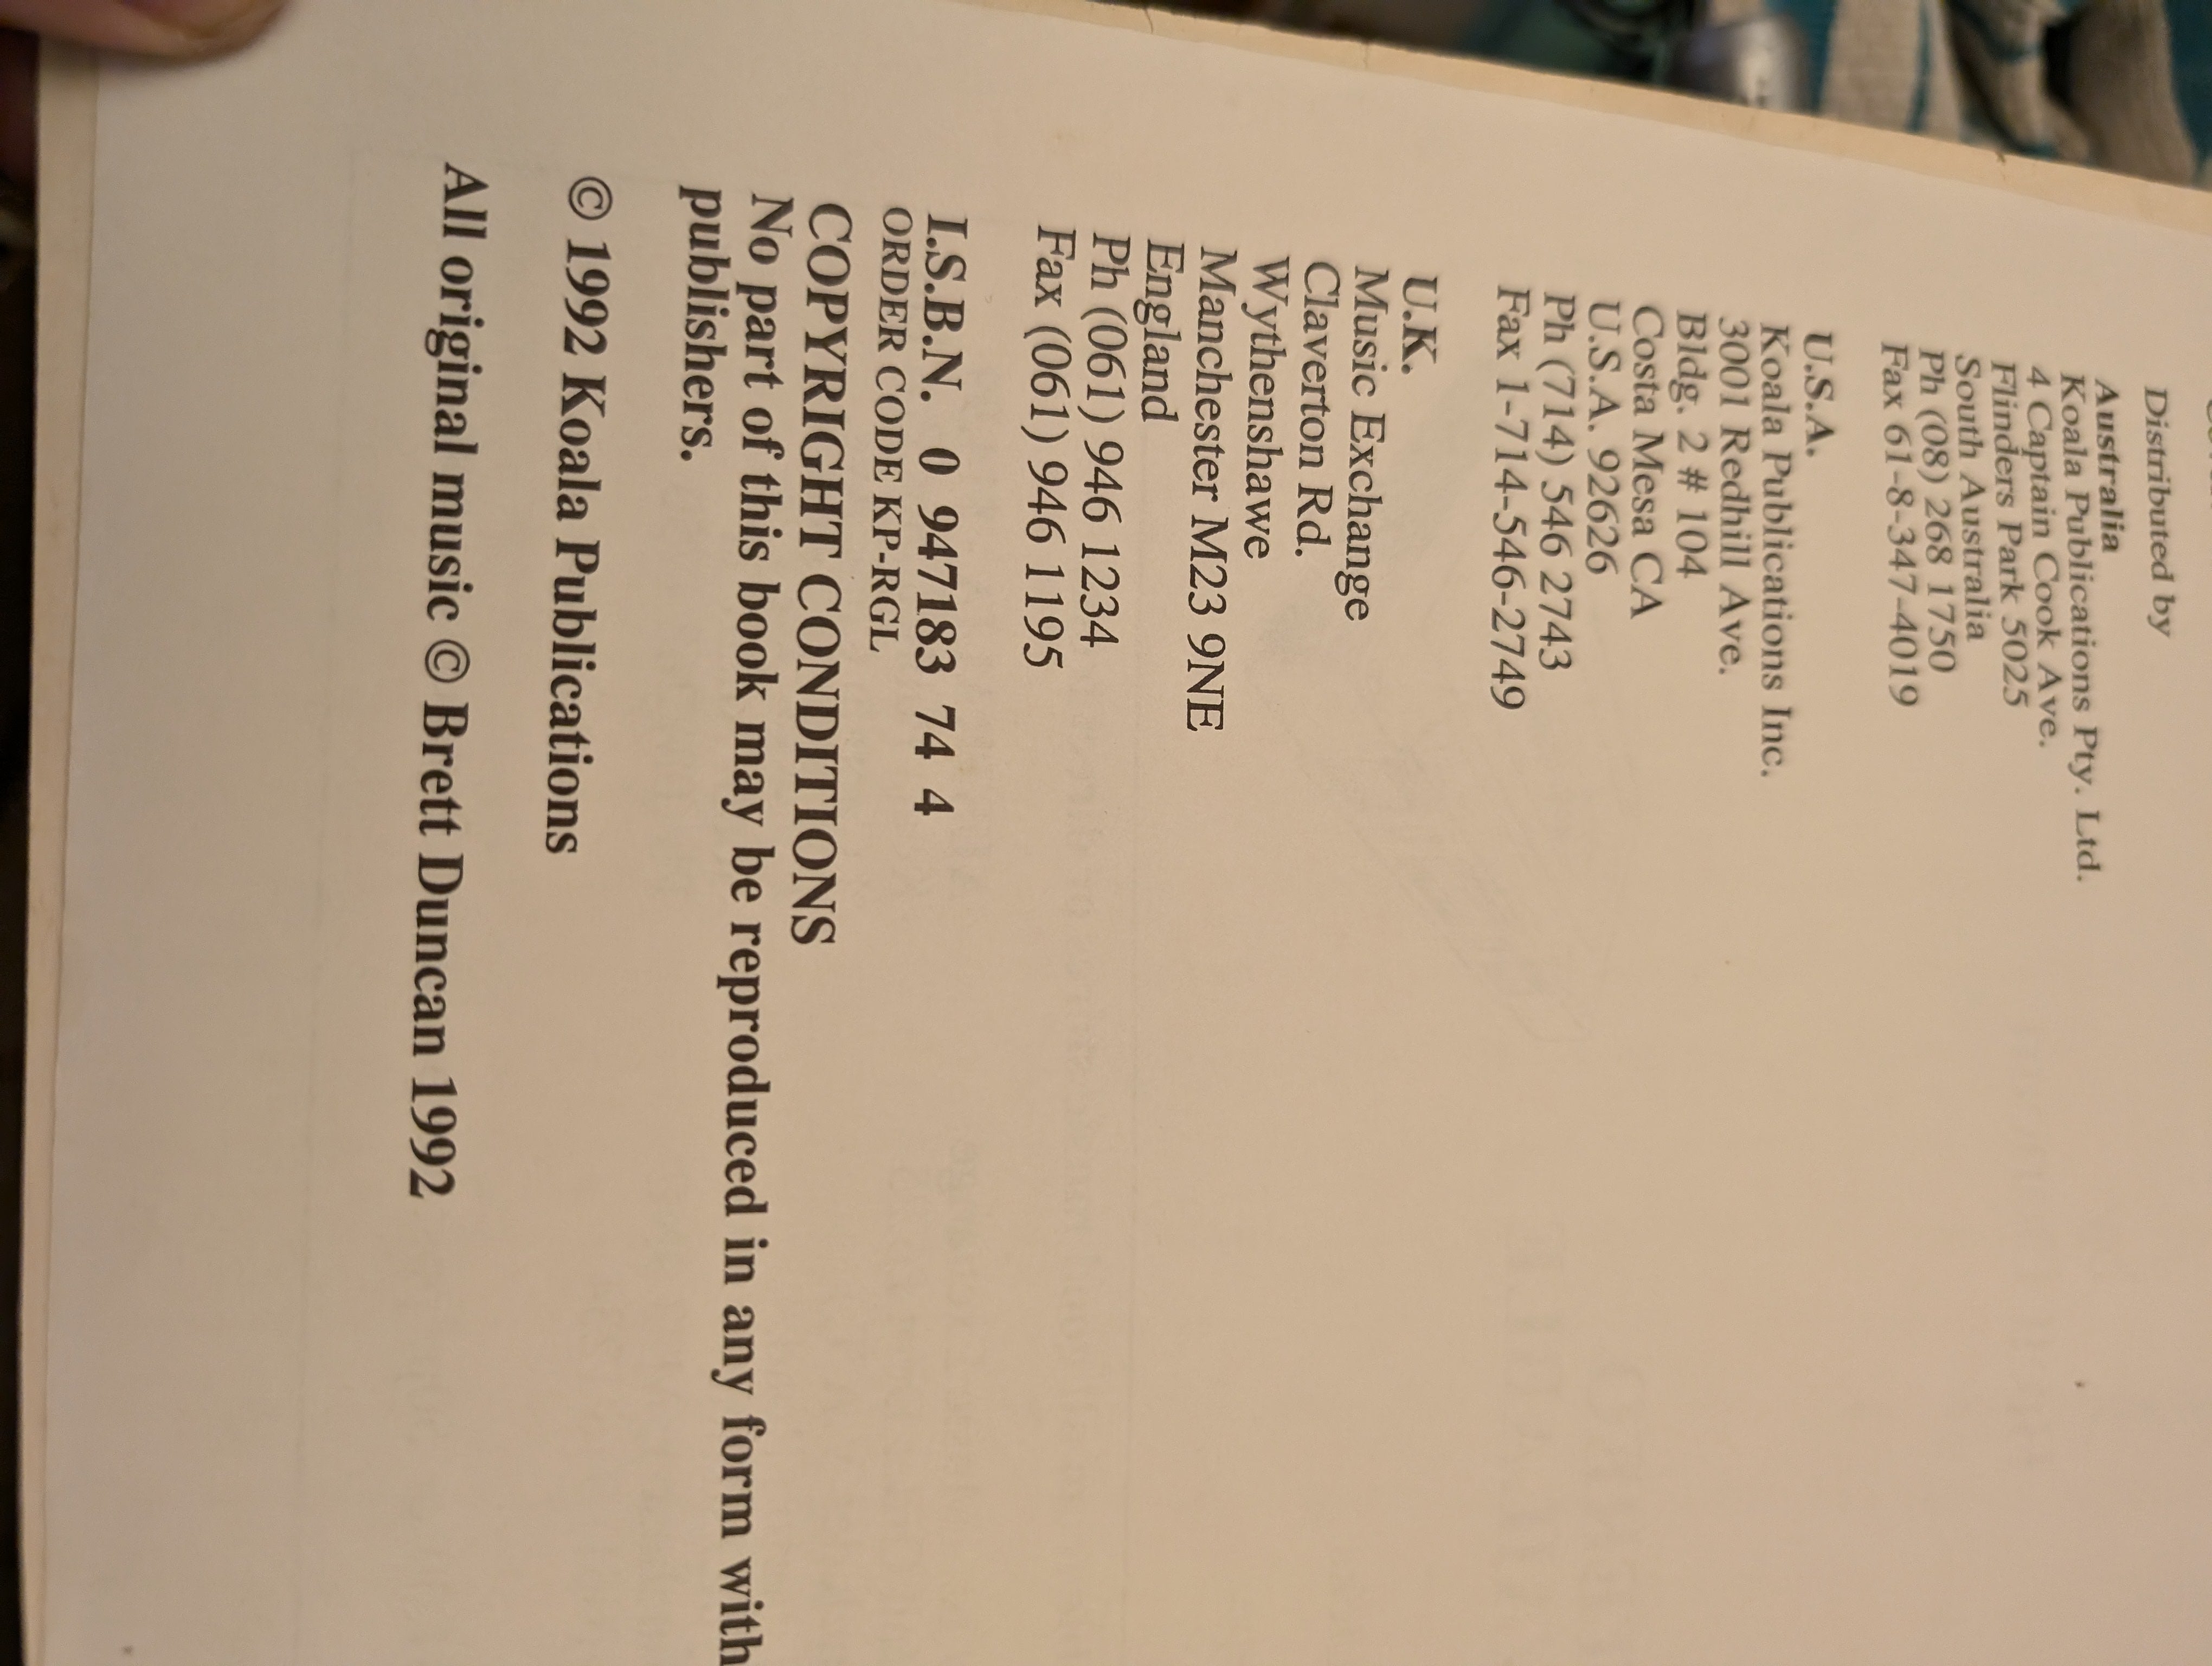 Distributed by
Australia
Koala Publications Pty. Ltd.
4 Captain Cook Ave.
Flinders Park 5025
South Australia
Ph (08) 268 1750
Fax 61-8-347-4019
U.S.A.
Koala Publications Inc.
3001 Redhill Ave.
Bldg. 2 # 104
Costa Mesa CA
U.S.A. 92626
Ph (714) 546 2743
Fax 1-714-546-2749
U.K.
Music Exchange
Claverton Rd.
Wythenshawe
Manchester M23 9NE
England
Ph (061) 946 1234
Fax (061) 946 1195
I.S.B.N. 0 947183 74 4
ORDER CODE KP-RGL
COPYRIGHT CONDITIONS
No part of this book may be reproduced in any form with
publishers.
© 1992 Koala Publications
All original music © Brett Duncan 1992